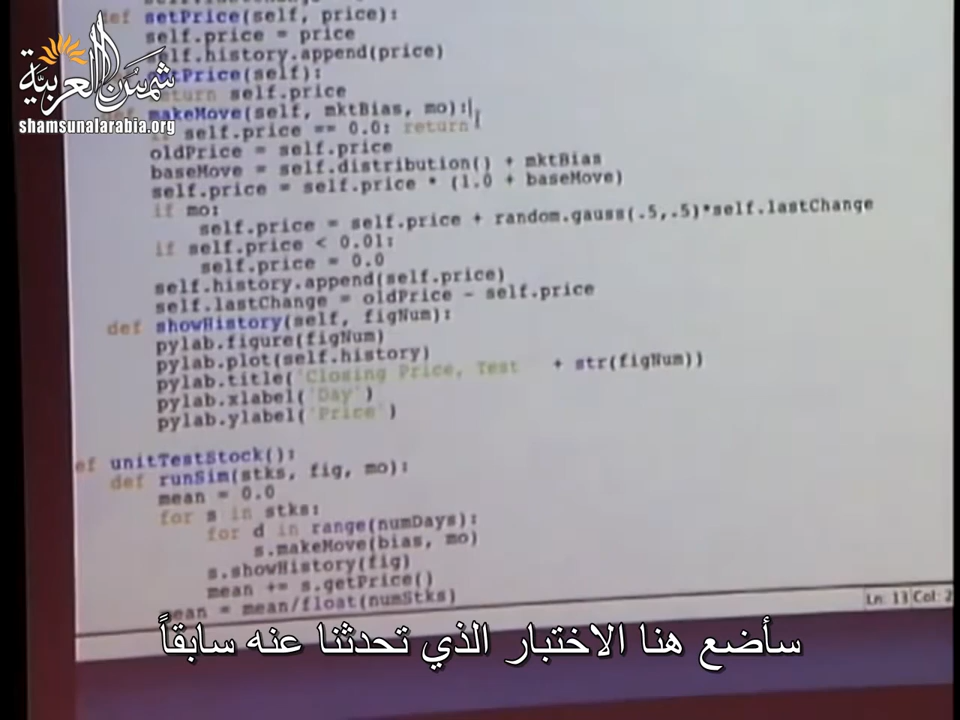 def setPrice(self, price):
self.price = price
self.history.append(price)
getPrice(self):
return self.price
makeMove(self, mktBias, mo):
if self.price == 0.0: return
oldPrice = self.price
baseMove = self.distribution() + mktBias
self.price = self.price * (1.0 + baseMove)
if mo:
self.price = self.price + random.gauss(.5,.5)*self.lastChange
if self.price < 0.01:
self.price = 0.0
self.history.append(self.price)
self.lastChange = oldPrice - self.price
def showHistory(self, figNum):
pylab.figure(figNum)
pylab.plot(self.history)
pylab.title('Closing Price, Test ' + str(figNum))
pylab.xlabel('Day')
pylab.ylabel('Price')
ef unitTestStock():
def runSim(stks, fig, mo):
mean = 0.0
for s in stks:
for d in range(numDays):
s.makeMove(bias, mo)
s.showHistory(fig)
mean += s.getPrice()
mean = mean/float(numStks)
Ln: 13 Col: 2
شمسن العربية
shamsunalarabia.org
سأضع هنا الاختبار الذي تحدثنا عنه سابقاً